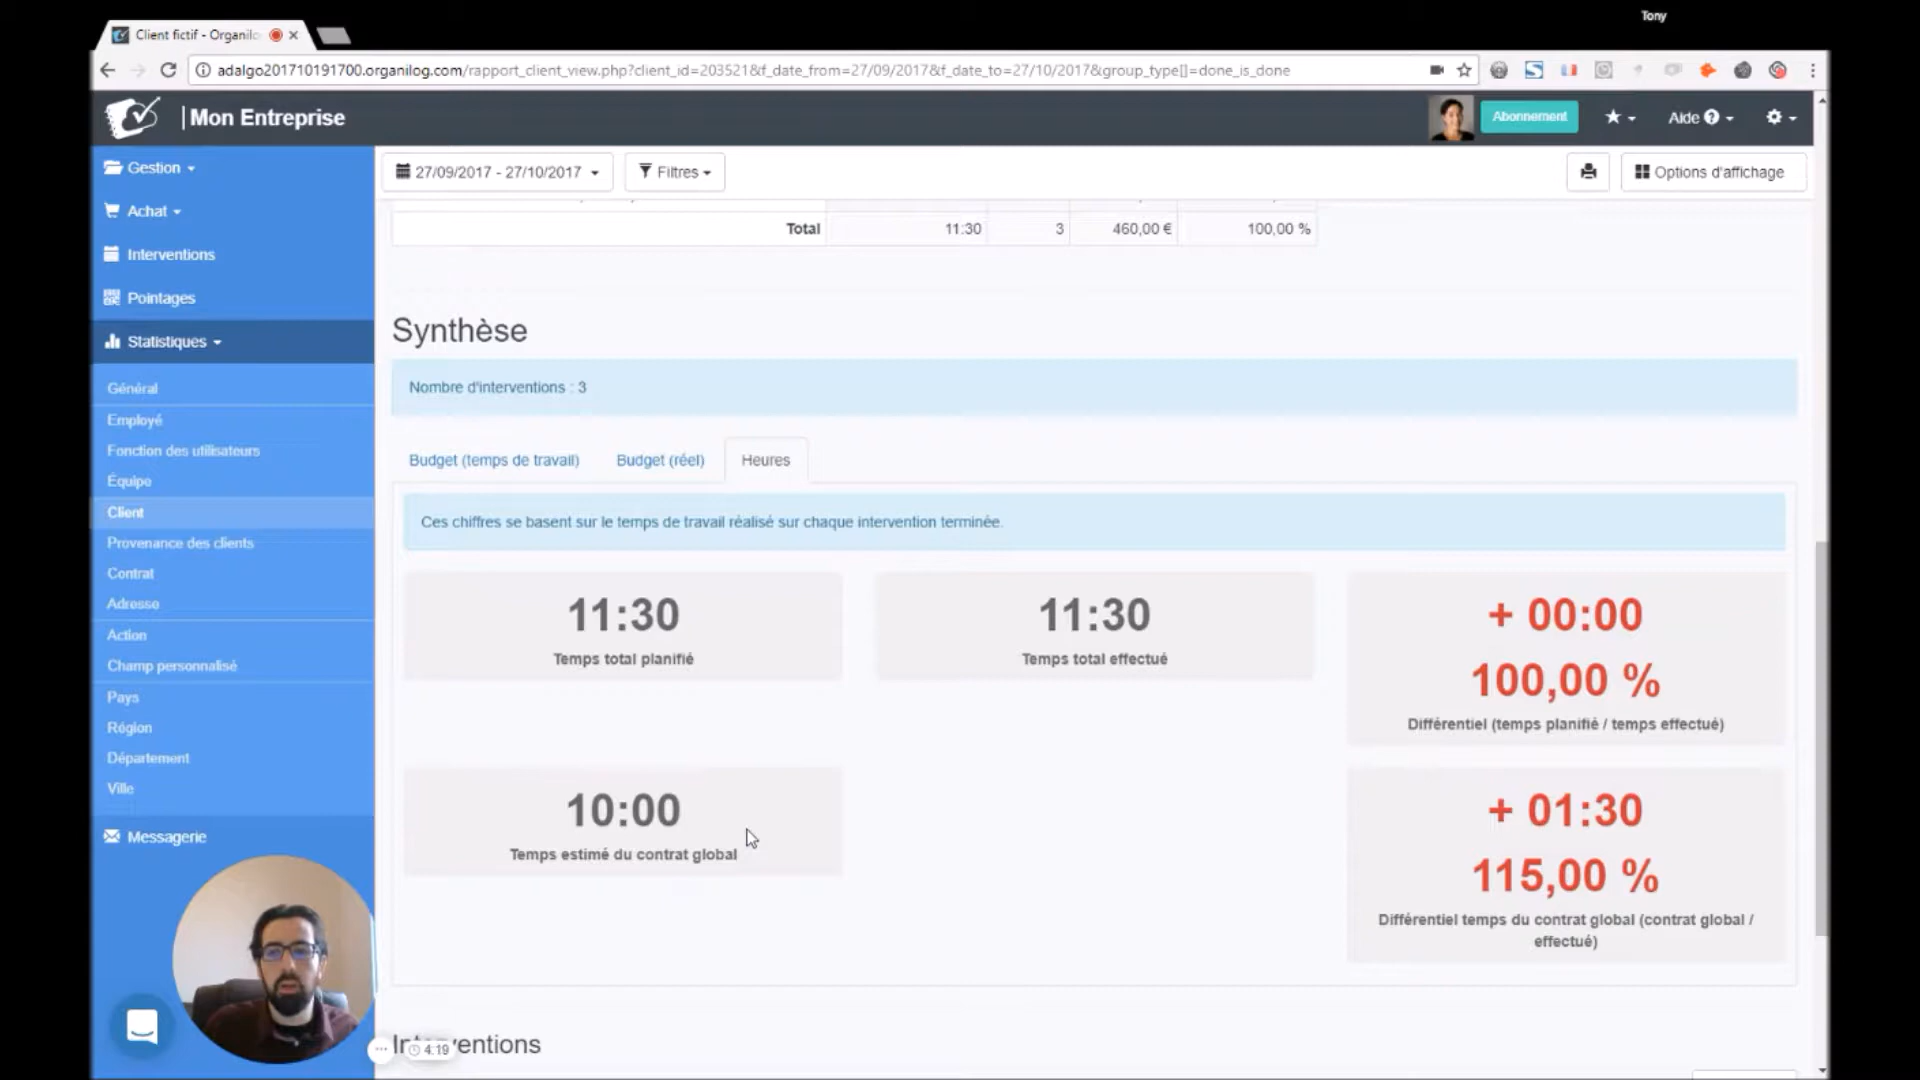 Tony
Client fictif - Organilo
adalgo201710191700.organilog.com/rapport_client_view.php?client_id=203521&f_date_from=27/09/2017&f_date_to=27/10/2017&group_type[]=done_is_done
| Mon Entreprise
Abonnement
Aide
Gestion
Achat
Interventions
Pointages
Statistiques
Général
Employé
Fonction des utilisateurs
Équipe
Client
Provenance des clients
Contrat
Adresse
Action
Champ personnalisé
Pays
Région
Département
Ville
Messagerie
27/09/2017 - 27/10/2017
Filtres
Options d'affichage
Total 11:30 3 460,00 € 100,00 %
Synthèse
Nombre d'interventions : 3
Budget (temps de travail) Budget (réel) Heures
Ces chiffres se basent sur le temps de travail réalisé sur chaque intervention terminée.
11:30
Temps total planifié
11:30
Temps total effectué
+ 00:00
100,00 %
Différentiel (temps planifié / temps effectué)
10:00
Temps estimé du contrat global
+ 01:30
115,00 %
Différentiel temps du contrat global (contrat global /
effectué)
Interventions
4:19